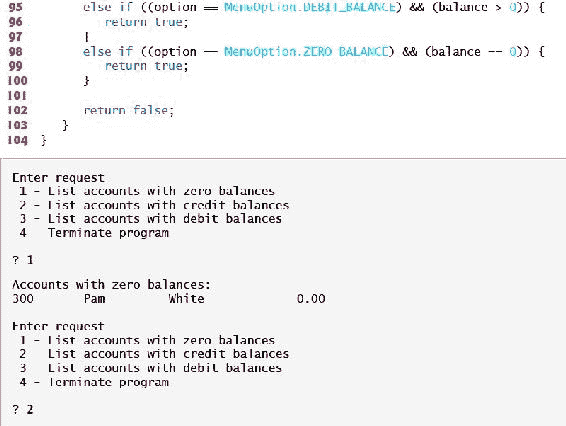 95 else if ((option == MenuOption.DEBIT_BALANCE) && (balance > 0)) {
96 return true;
97 }
98 else if ((option == MenuOption.ZERO_BALANCE) && (balance == 0)) {
99 return true;
100 }
101
102 return false;
103 }
104 }
Enter request
1 - List accounts with zero balances
2 - List accounts with credit balances
3 - List accounts with debit balances
4 - Terminate program
? 1
Accounts with zero balances:
300 Pam White 0.00
Enter request
1 - List accounts with zero balances
2 - List accounts with credit balances
3 - List accounts with debit balances
4 - Terminate program
? 2